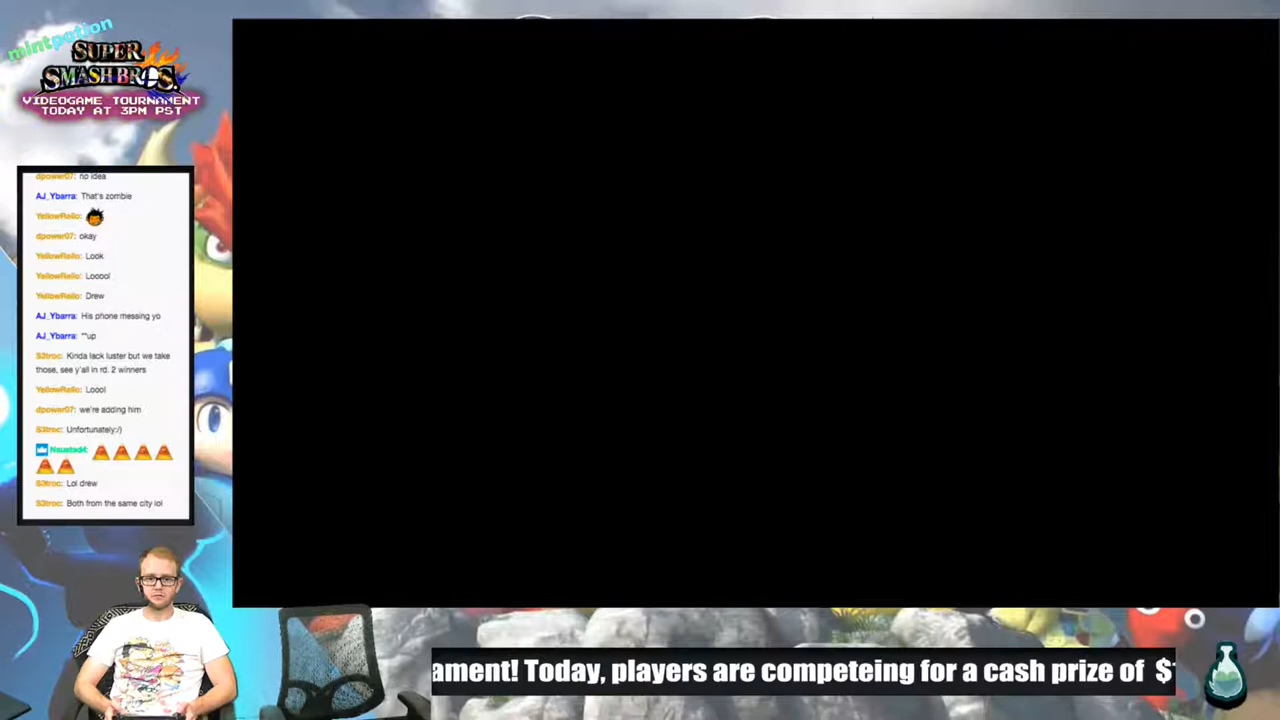 mintpotion
SUPER
SMASH BROS.
VIDEOGAME TOURNAMENT
TODAY AT 3PM PST
dpower07: no idea
AJ_Ybarra: That's zombie
YellowRello:
dpower07: okay
YellowRello: Look
YellowRello: Looool
YellowRello: Drew
AJ_Ybarra: His phone messing yo
AJ_Ybarra: **up
S3troc: Kinda lack luster but we take
those, see y'all in rd. 2 winners
YellowRello: Loool
dpower07: we're adding him
S3troc: Unfortunately:/)
Nausted4:
S3troc: Lol drew
S3troc: Both from the same city lol
ament! Today, players are competeing for a cash prize of $